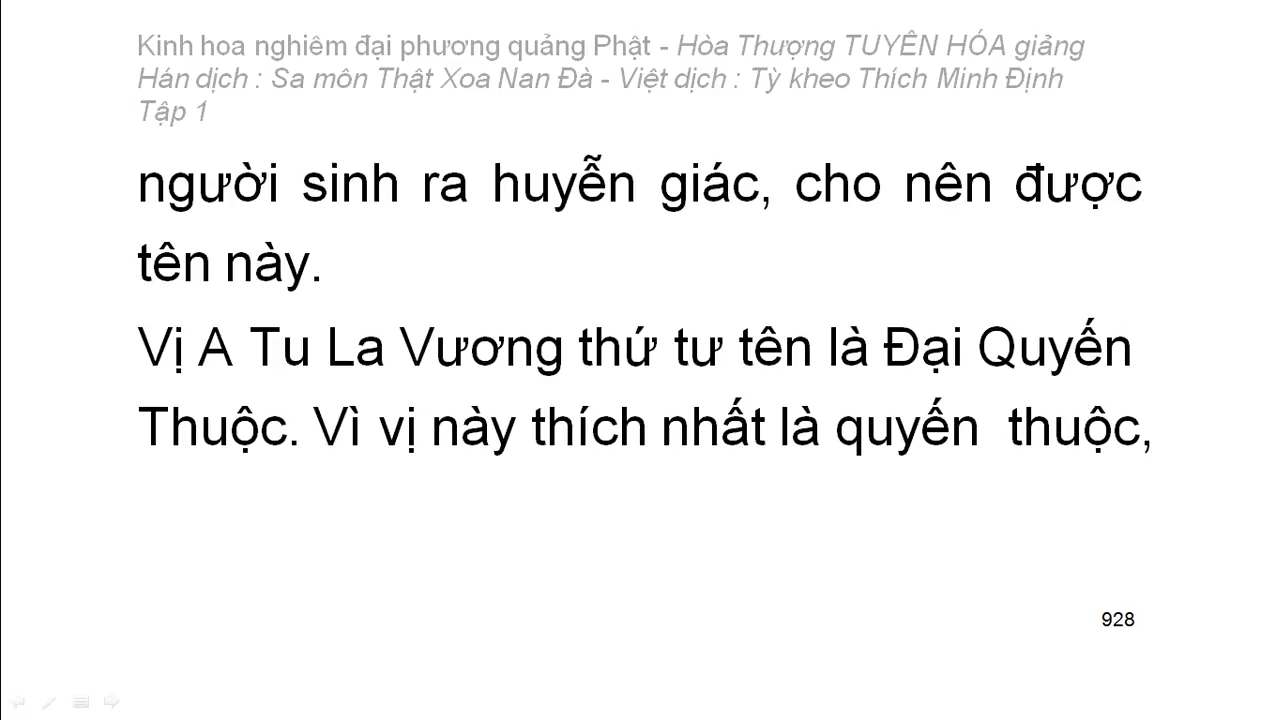 Kinh hoa nghiêm đại phương quảng Phật - Hòa Thượng TUYÊN HÓA giảng
Hán dịch : Sa môn Thật Xoa Nan Đà - Việt dịch : Tỳ kheo Thích Minh Định
Tập 1
người sinh ra huyễn giác, cho nên được
tên này.
Vị A Tu La Vương thứ tư tên là Đại Quyến
Thuộc. Vì vị này thích nhất là quyến thuộc,
928